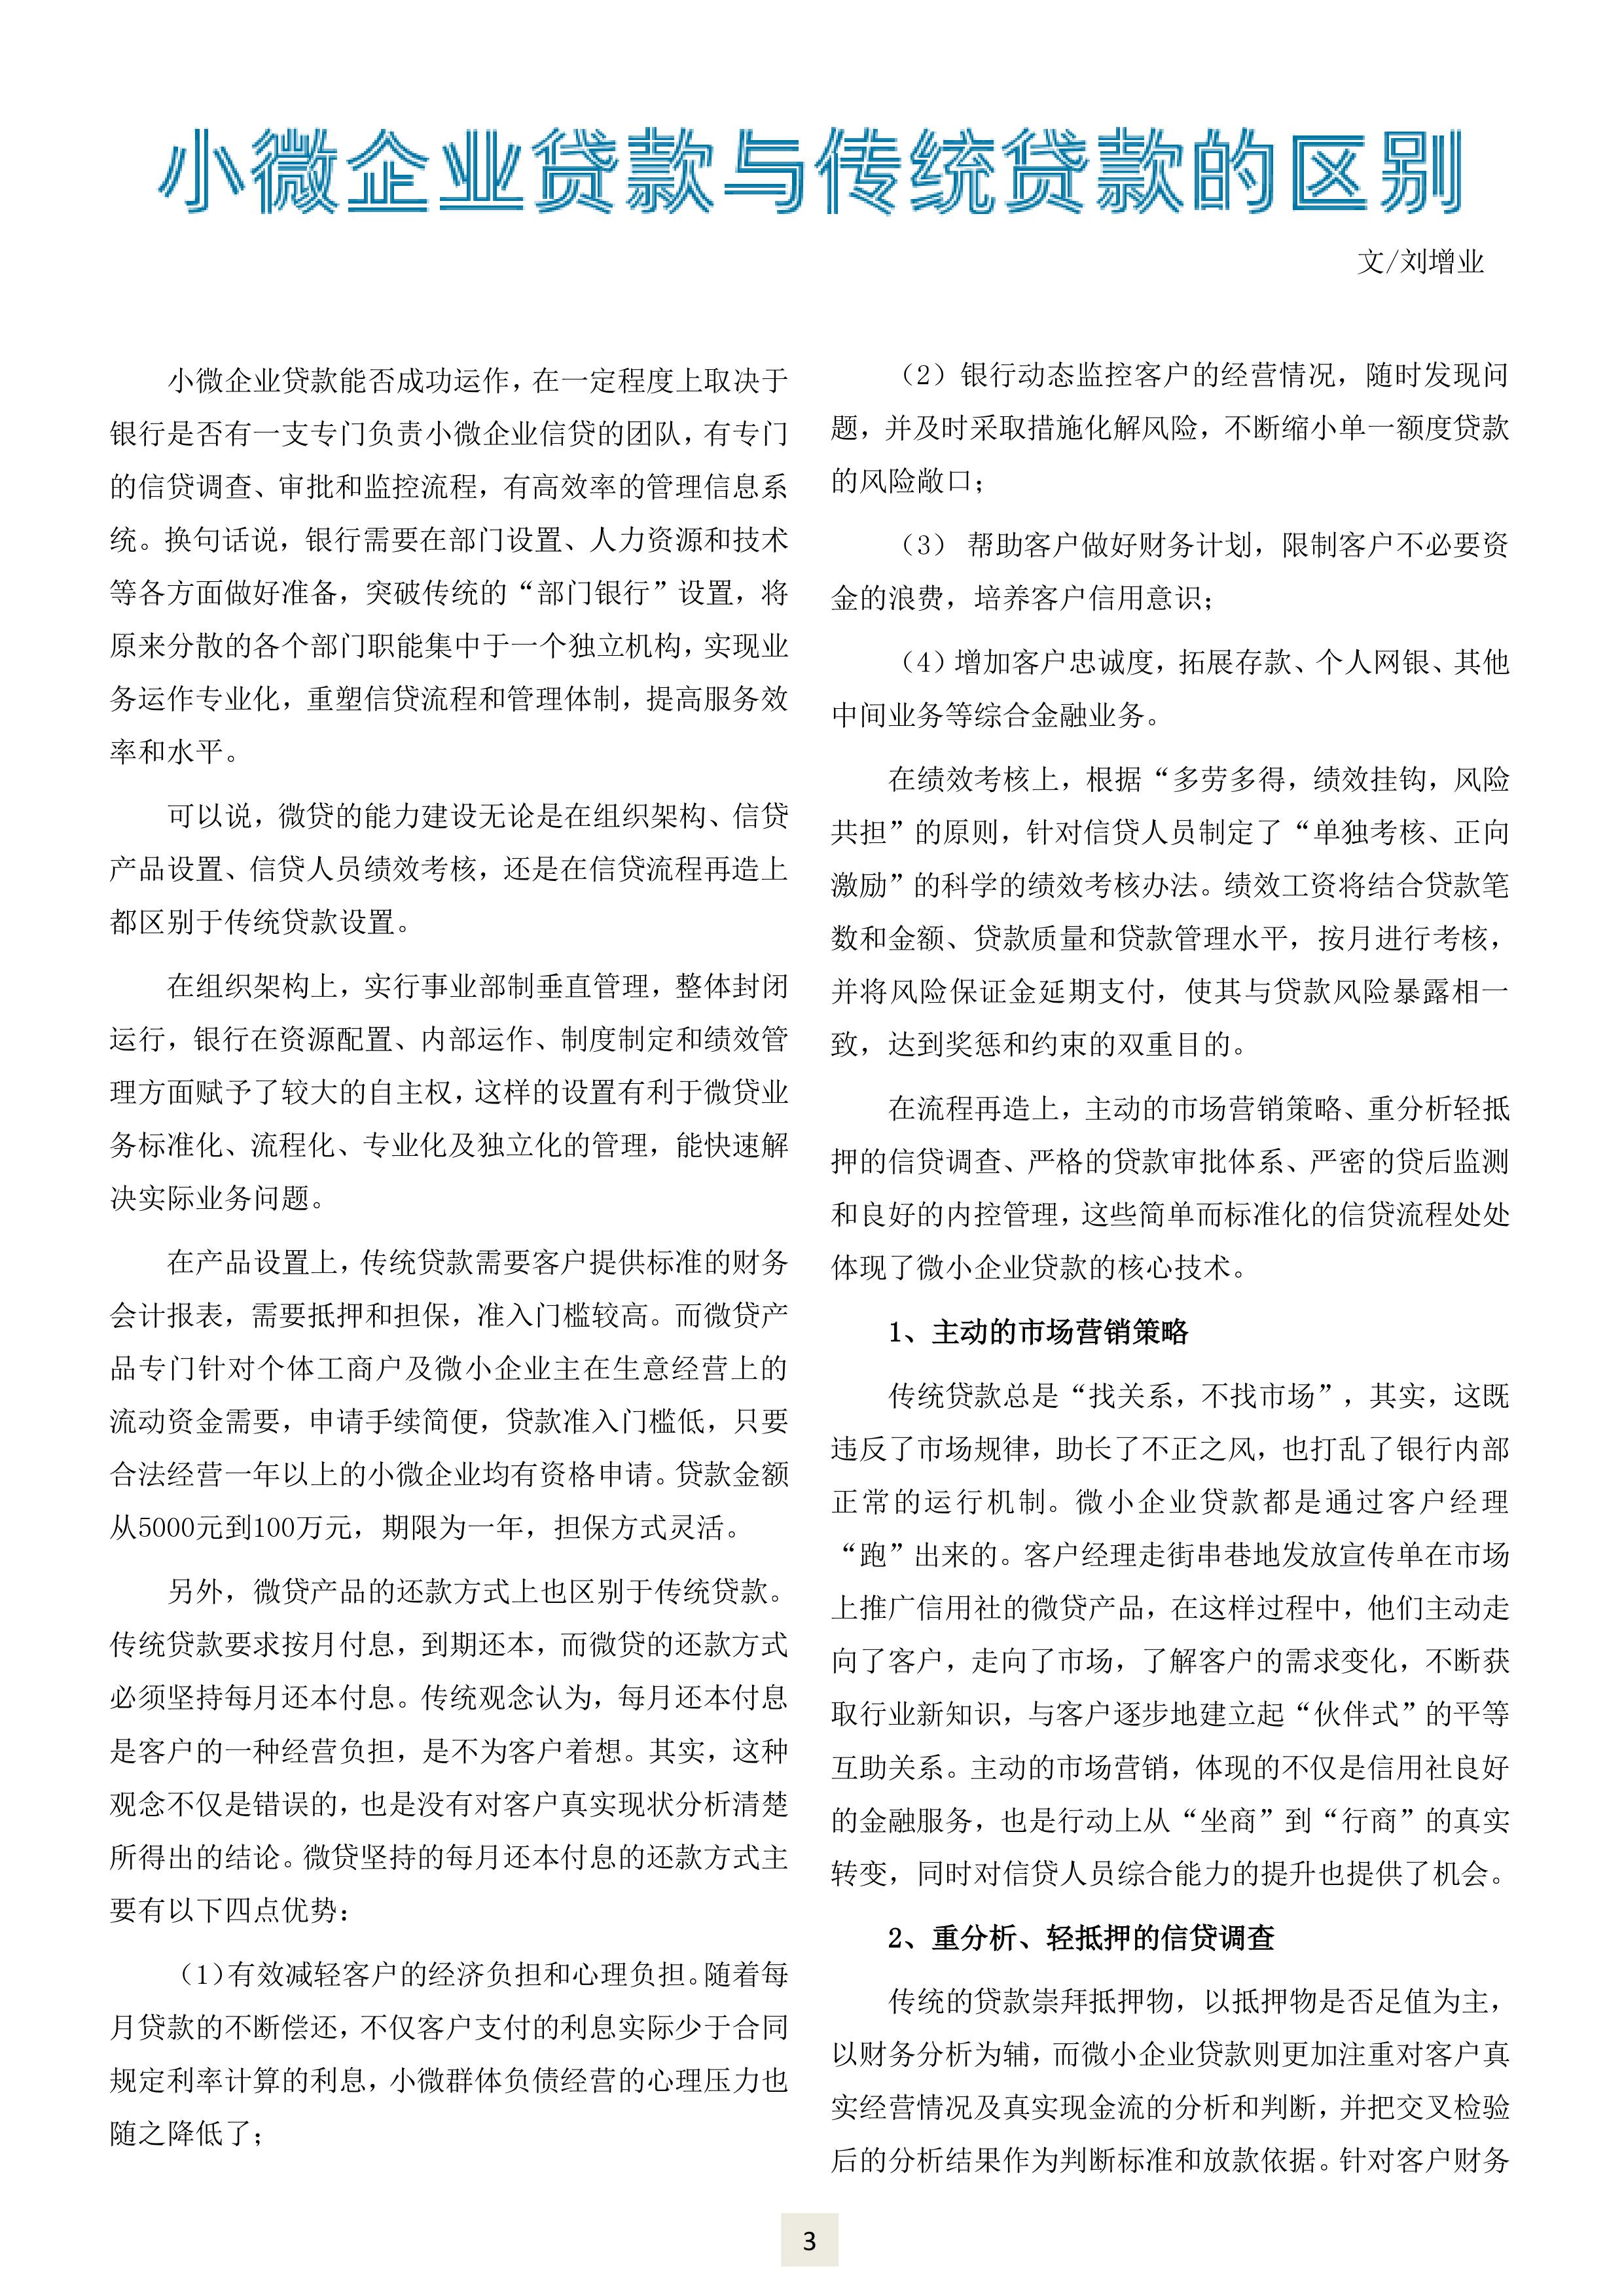 小微企业贷款与传统贷款的区别
文/刘增业
小微企业贷款能否成功运作，在一定程度上取决于
银行是否有一支专门负责小微企业信贷的团队，有专门
的信贷调查、审批和监控流程，有高效率的管理信息系
统。换句话说，银行需要在部门设置、人力资源和技术
等各方面做好准备，突破传统的“部门银行”设置，将
原来分散的各个部门职能集中于一个独立机构，实现业
务运作专业化，重塑信贷流程和管理体制，提高服务效
率和水平。
可以说，微贷的能力建设无论是在组织架构、信贷
产品设置、信贷人员绩效考核，还是在信贷流程再造上
都区别于传统贷款设置。
在组织架构上，实行事业部制垂直管理，整体封闭
运行，银行在资源配置、内部运作、制度制定和绩效管
理方面赋予了较大的自主权，这样的设置有利于微贷业
务标准化、流程化、专业化及独立化的管理，能快速解
决实际业务问题。
在产品设置上，传统贷款需要客户提供标准的财务
会计报表，需要抵押和担保，准入门槛较高。而微贷产
品专门针对个体工商户及微小企业主在生意经营上的
流动资金需要，申请手续简便，贷款准入门槛低，只要
合法经营一年以上的小微企业均有资格申请。贷款金额
从5000元到100万元，期限为一年，担保方式灵活。
另外，微贷产品的还款方式上也区别于传统贷款。
传统贷款要求按月付息，到期还本，而微贷的还款方式
必须坚持每月还本付息。传统观念认为，每月还本付息
是客户的一种经营负担，是不为客户着想。其实，这种
观念不仅是错误的，也是没有对客户真实现状分析清楚
所得出的结论。微贷坚持的每月还本付息的还款方式主
要有以下四点优势：
（1）有效减轻客户的经济负担和心理负担。随着每
月贷款的不断偿还，不仅客户支付的利息实际少于合同
规定利率计算的利息，小微群体负债经营的心理压力也
随之降低了；
（2）银行动态监控客户的经营情况，随时发现问
题，并及时采取措施化解风险，不断缩小单一额度贷款
的风险敞口；
（3） 帮助客户做好财务计划，限制客户不必要资
金的浪费，培养客户信用意识；
（4）增加客户忠诚度，拓展存款、个人网银、其他
中间业务等综合金融业务。
在绩效考核上，根据“多劳多得，绩效挂钩，风险
共担”的原则，针对信贷人员制定了“单独考核、正向
激励”的科学的绩效考核办法。绩效工资将结合贷款笔
数和金额、贷款质量和贷款管理水平，按月进行考核，
并将风险保证金延期支付，使其与贷款风险暴露相一
致，达到奖惩和约束的双重目的。
在流程再造上，主动的市场营销策略、重分析轻抵
押的信贷调查、严格的贷款审批体系、严密的贷后监测
和良好的内控管理，这些简单而标准化的信贷流程处处
体现了微小企业贷款的核心技术。
1、主动的市场营销策略
传统贷款总是“找关系，不找市场”，其实，这既
违反了市场规律，助长了不正之风，也打乱了银行内部
正常的运行机制。微小企业贷款都是通过客户经理
“跑”出来的。客户经理走街串巷地发放宣传单在市场
上推广信用社的微贷产品，在这样过程中，他们主动走
向了客户，走向了市场，了解客户的需求变化，不断获
取行业新知识，与客户逐步地建立起“伙伴式”的平等
互助关系。主动的市场营销，体现的不仅是信用社良好
的金融服务，也是行动上从“坐商”到“行商”的真实
转变，同时对信贷人员综合能力的提升也提供了机会。
2、重分析、轻抵押的信贷调查
传统的贷款崇拜抵押物，以抵押物是否足值为主，
以财务分析为辅，而微小企业贷款则更加注重对客户真
实经营情况及真实现金流的分析和判断，并把交叉检验
后的分析结果作为判断标准和放款依据。针对客户财务
3